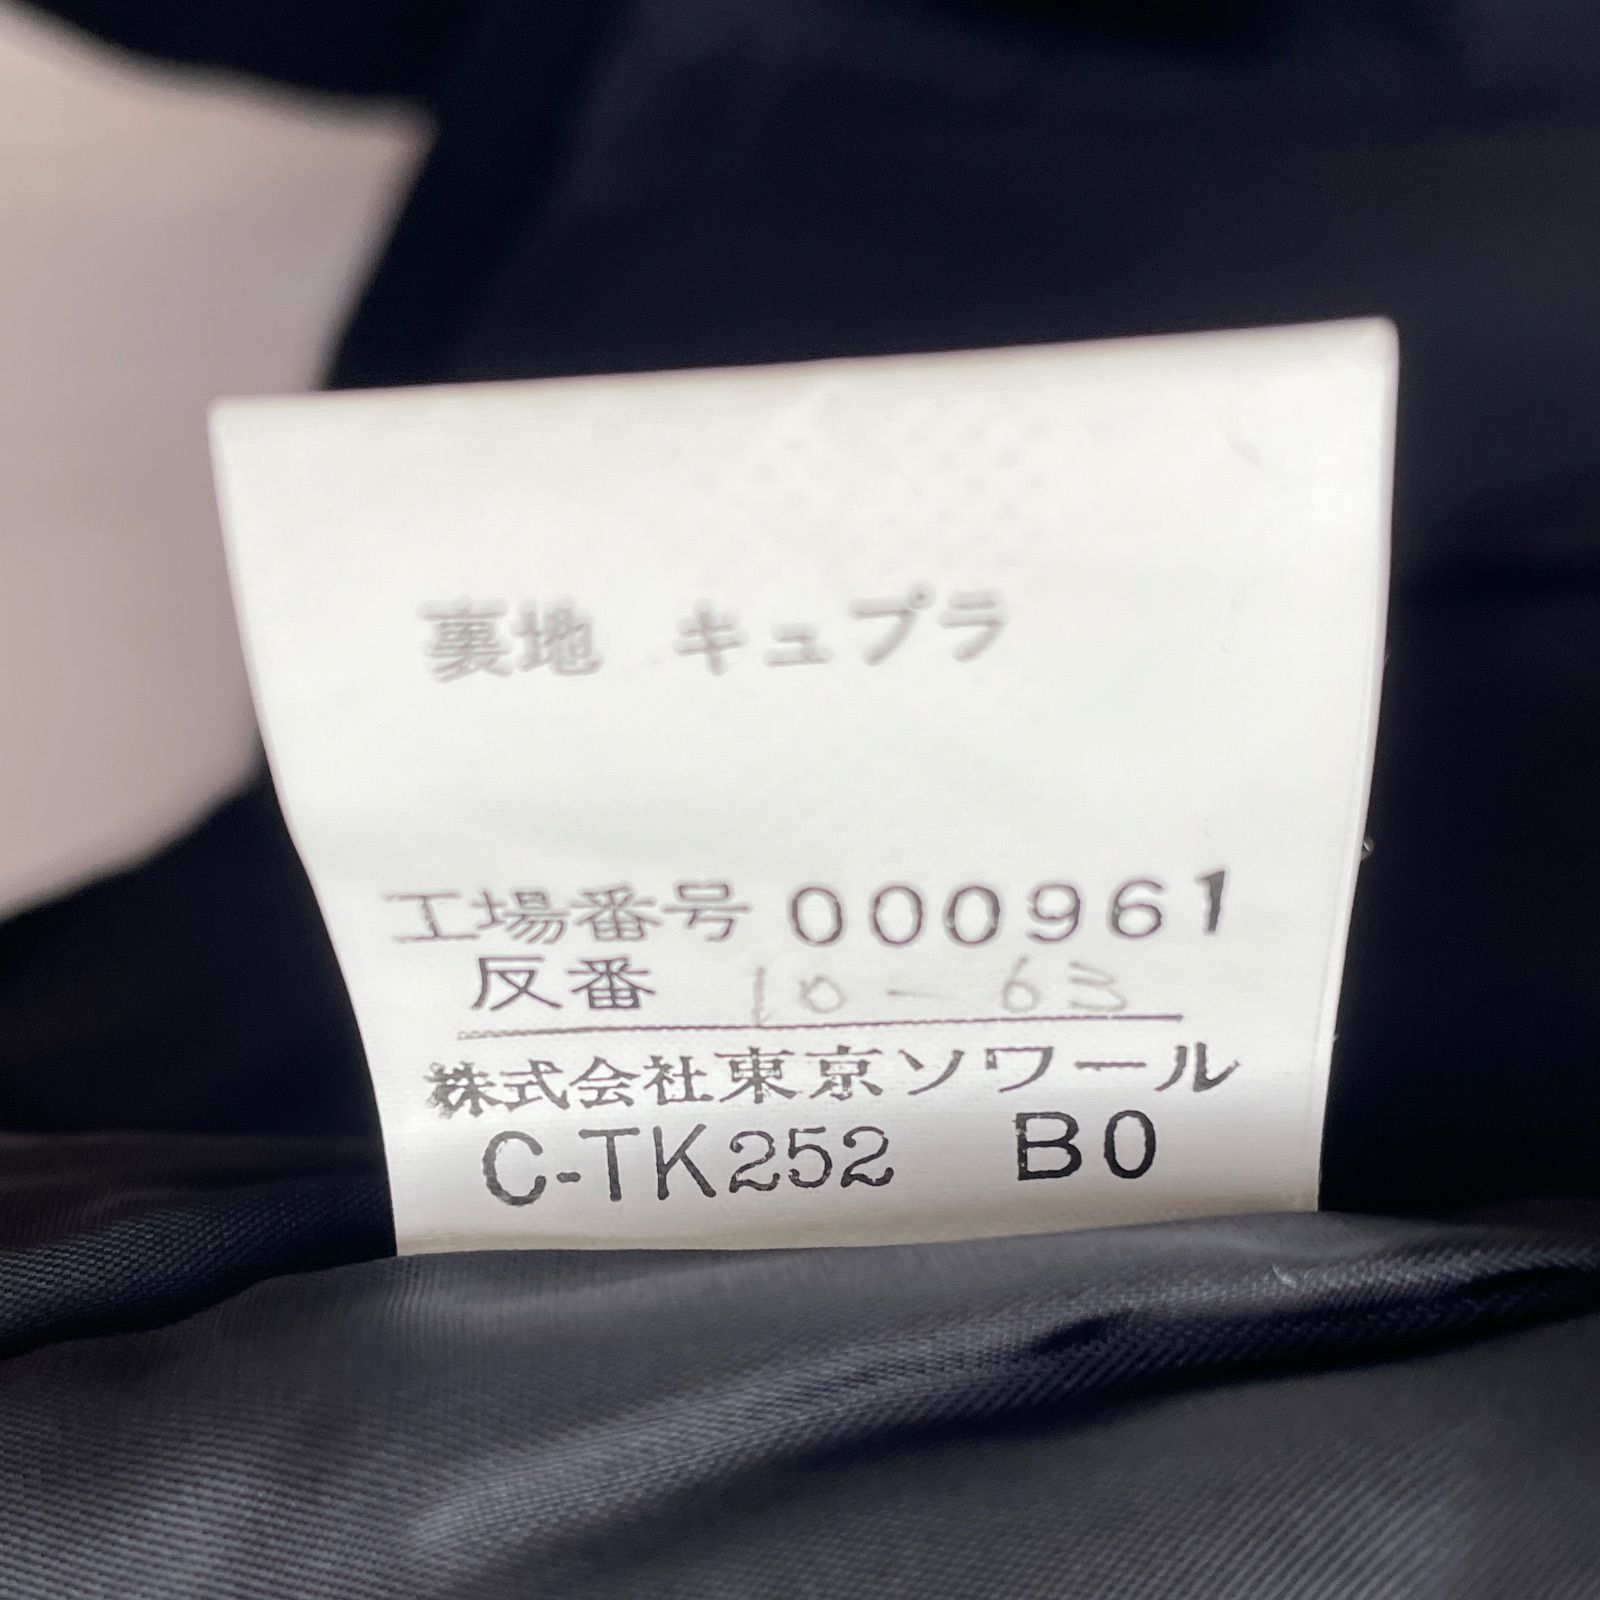 裏地 キュプラ
工場番号 000961
反番 10-63
株式会社東京ソワール
C-TK252 B0